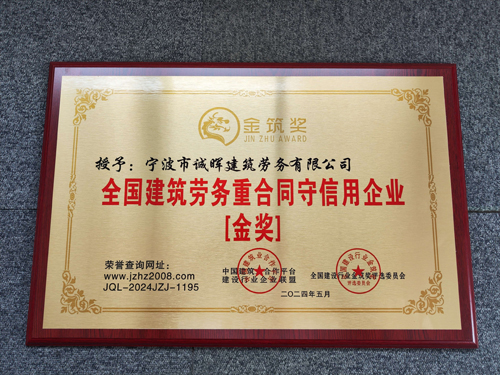 金筑奖
JIN ZHU AWARD
授予：宁波市诚晖建筑劳务有限公司
全国建筑劳务重合同守信用企业
[金奖]
荣誉查询网址：
www.jzhz2008.com
JQL-2024JZJ-1195
中国建筑 合作平台
建设行业企业联盟
全国建设行业金筑奖评选委员会
二〇二四年五月